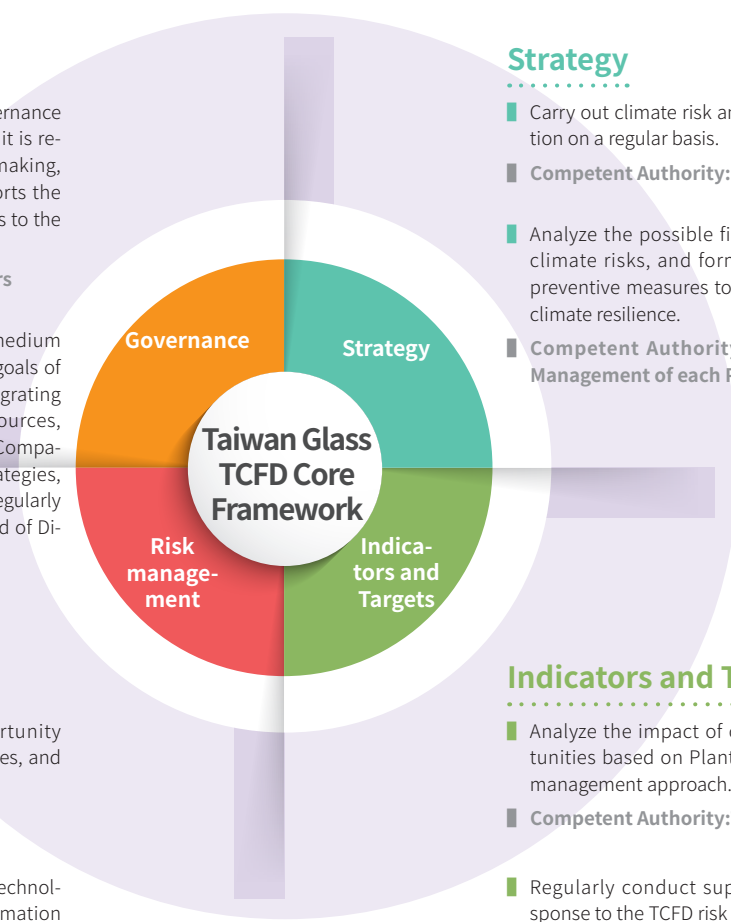 ernance
it is re-
making,
orts the
s to the
rs
medium
goals of
grating
ources,
Compa-
ategies,
egularly
d of Di-
rtunity
es, and
echnol-
rmation
Governance
Strategy
Taiwan Glass
TCFD Core
Framework
Risk
manage-
ment
Indica-
tors and
Targets
Strategy
Carry out climate risk an
tion on a regular basis.
Competent Authority:
Analyze the possible fi
climate risks, and form
preventive measures to
climate resilience.
Competent Authority
Management of each P
Indicators and T
Analyze the impact of c
tunities based on Plant
management approach.
Competent Authority:
Regularly conduct sup
sponse to the TCFD risk